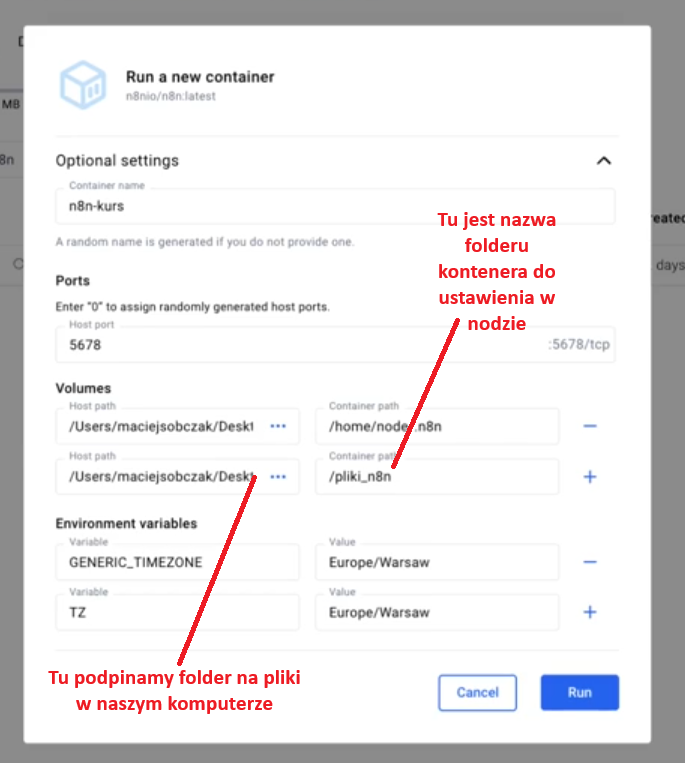 MB
8n
Run a new container
n8nio/n8n:latest
Optional settings
Container name
n8n-kurs
A random name is generated if you do not provide one.
Tu jest nazwa
folderu
kontenera do
ustawienia w
nodzie
eated
days
Ports
Enter "0" to assign randomly generated host ports.
Host port
5678
:5678/tcp
Volumes
Host path
/Users/maciejsobczak/Deskt
Container path
/home/node/.n8n
Host path
/Users/maciejsobczak/Deskt
Container path
/pliki_n8n
Environment variables
Variable
GENERIC_TIMEZONE
Value
Europe/Warsaw
Variable
TZ
Value
Europe/Warsaw
Tu podpinamy folder na pliki
w naszym komputerze
Cancel
Run